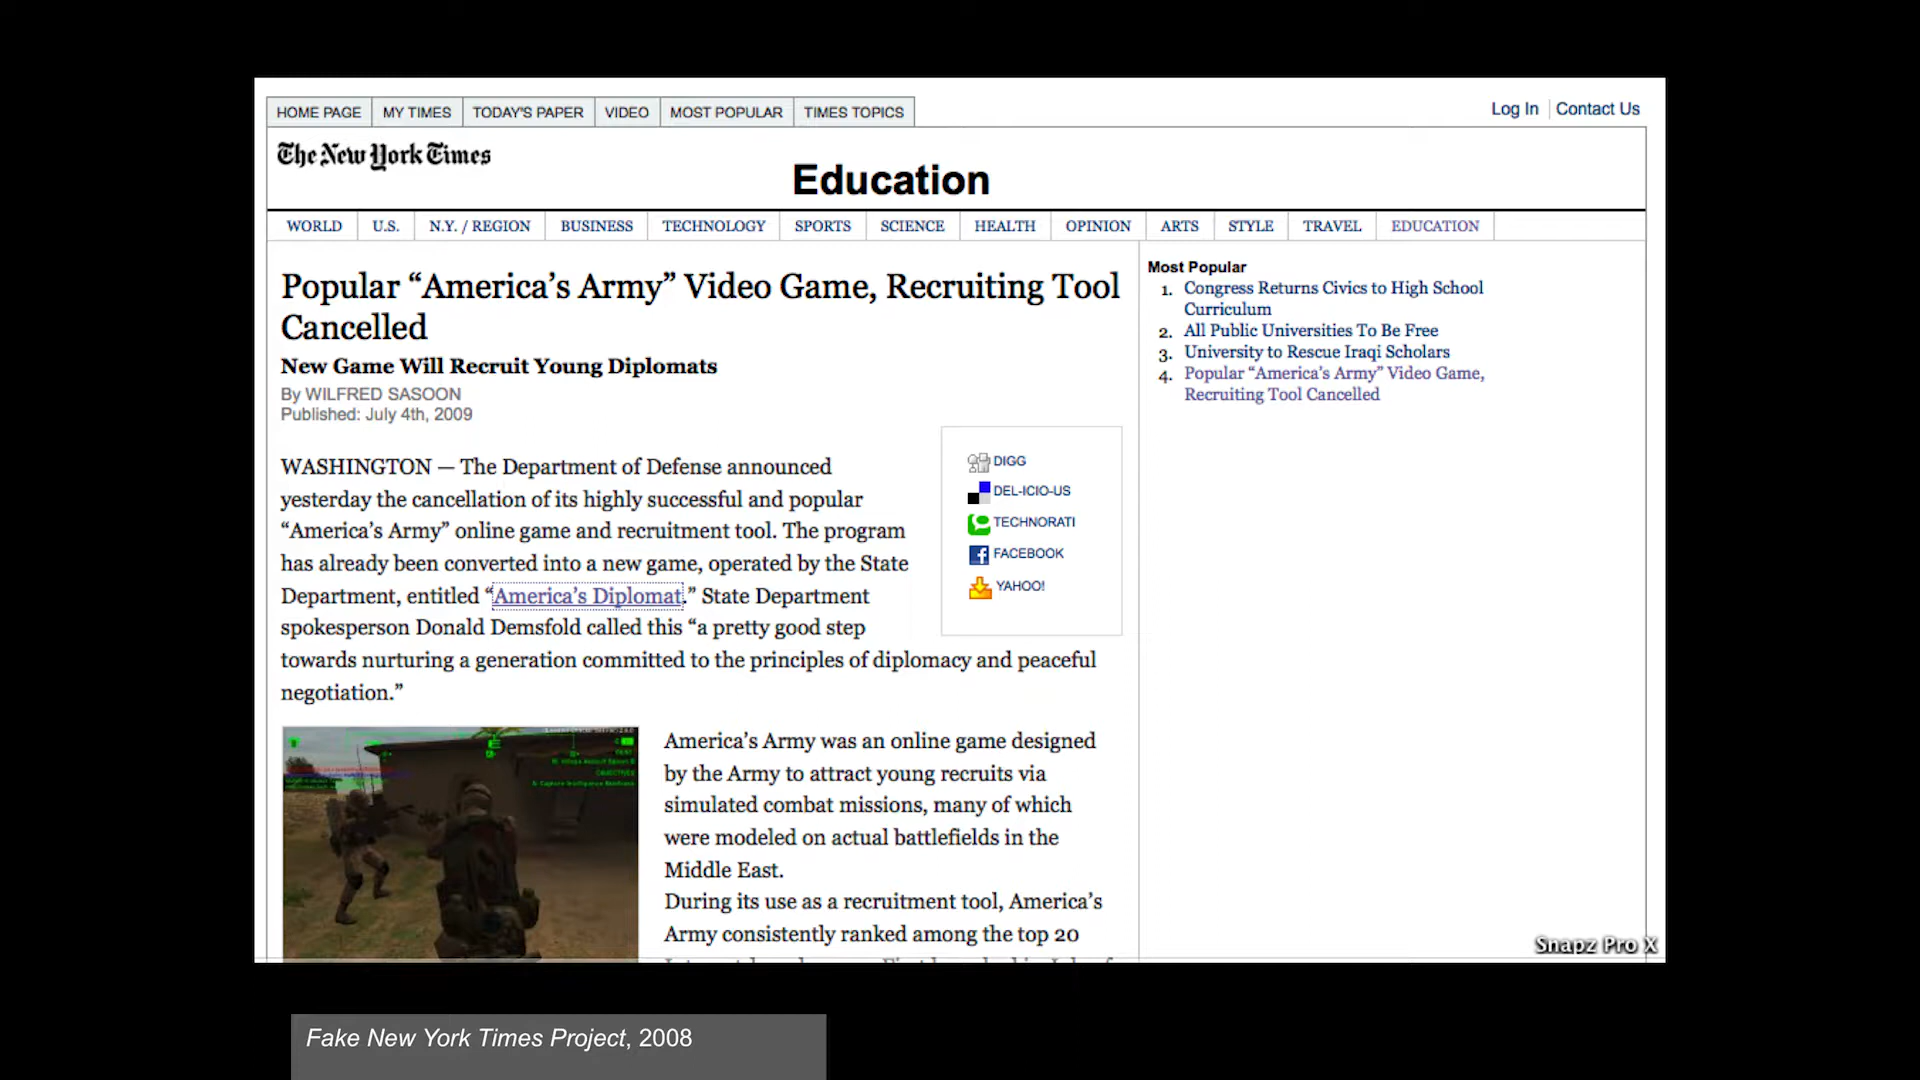 HOME PAGE MY TIMES TODAY'S PAPER VIDEO MOST POPULAR TIMES TOPICS
Log In Contact Us
The New York Times
Education
WORLD U.S. N.Y. / REGION BUSINESS TECHNOLOGY SPORTS SCIENCE HEALTH OPINION ARTS STYLE TRAVEL EDUCATION
Popular “America’s Army” Video Game, Recruiting Tool
Cancelled
New Game Will Recruit Young Diplomats
By WILFRED SASOON
Published: July 4th, 2009
WASHINGTON — The Department of Defense announced
yesterday the cancellation of its highly successful and popular
“America’s Army” online game and recruitment tool. The program
has already been converted into a new game, operated by the State
Department, entitled “America’s Diplomat.” State Department
spokesperson Donald Demsfold called this “a pretty good step
towards nurturing a generation committed to the principles of diplomacy and peaceful
negotiation.”
DIGG
DEL-ICIO-US
TECHNORATI
FACEBOOK
YAHOO!
America’s Army was an online game designed
by the Army to attract young recruits via
simulated combat missions, many of which
were modeled on actual battlefields in the
Middle East.
During its use as a recruitment tool, America’s
Army consistently ranked among the top 20
Most Popular
1. Congress Returns Civics to High School
Curriculum
2. All Public Universities To Be Free
3. University to Rescue Iraqi Scholars
4. Popular “America’s Army” Video Game,
Recruiting Tool Cancelled
Snapz Pro X
Fake New York Times Project, 2008